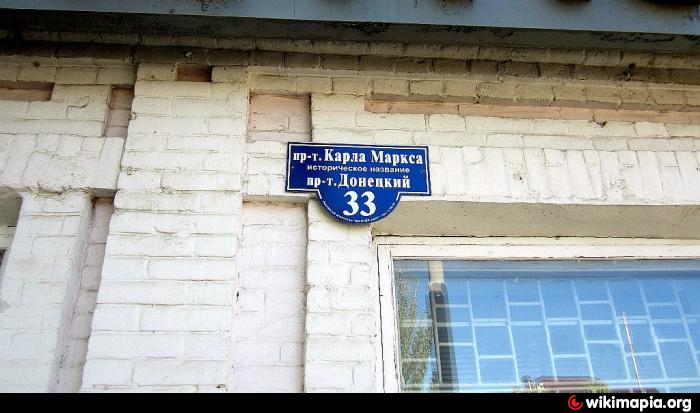 пр-т. Карла Маркса
историческое название
пр-т. Донецкий
33
wikimapia.org